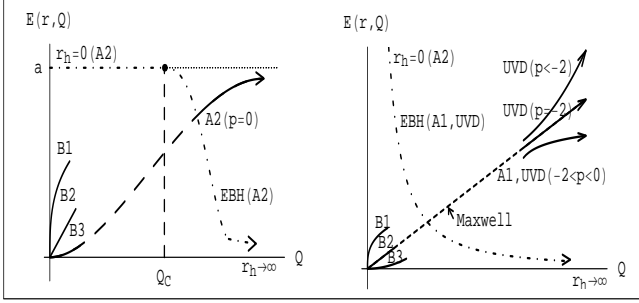 E(r,Q)
r_h=0(A2)
a
A2(p=0)
B1
B2
B3
EBH(A2)
Q
Q_C
r_h→∞
E(r,Q)
r_h=0(A2)
UVD(p<-2)
UVD(p=-2)
EBH(A1,UVD)
A1,UVD(-2<p<0)
Maxwell
B1
B2
B3
Q
r_h→∞